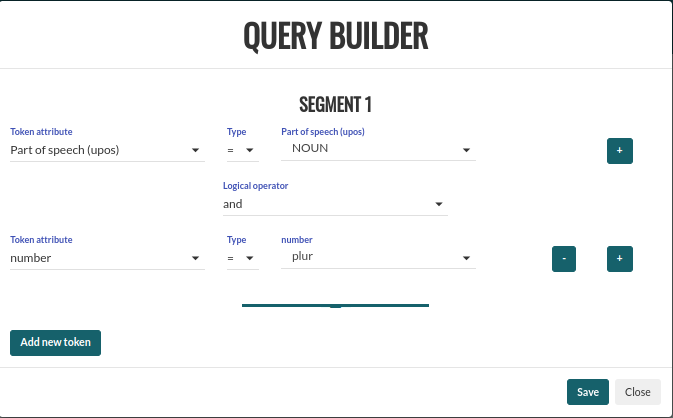 QUERY BUILDER
SEGMENT 1
Token attribute Type Part of speech (upos)
Part of speech (upos) = NOUN +
Logical operator
and
Token attribute Type number
number = plur - +
Add new token
Save Close